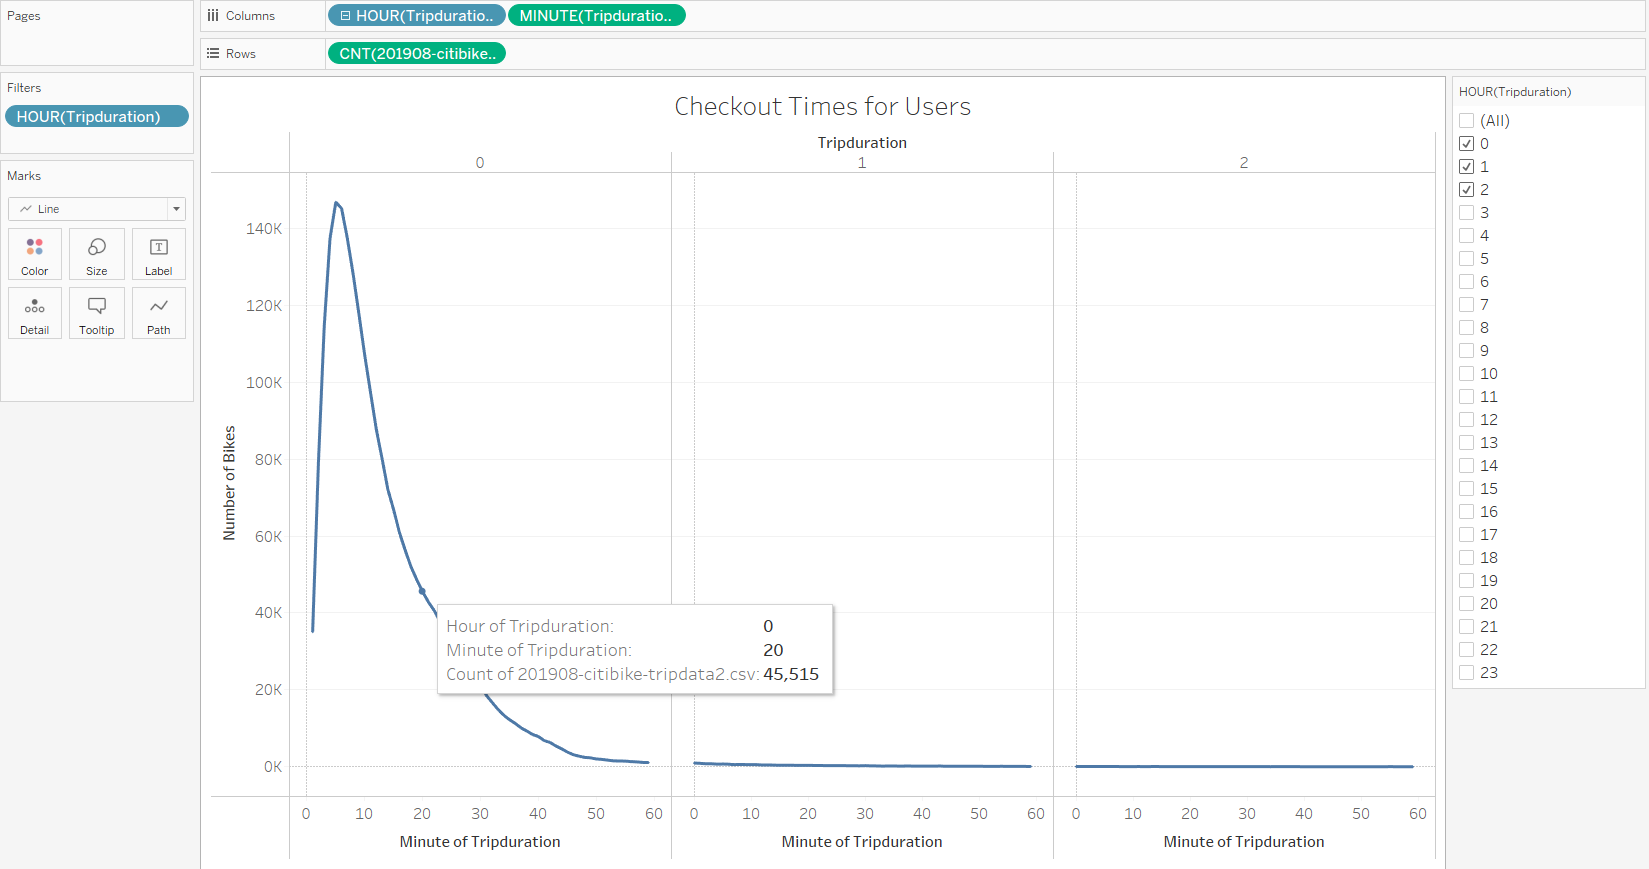 Pages
Columns
HOUR(Tripduratio..
MINUTE(Tripduratio..
Rows
CNT(201908-citibike..
Filters
HOUR(Tripduration)
Marks
Line
Color
Size
Label
Detail
Tooltip
Path
Checkout Times for Users
Tripduration
0
1
2
Number of Bikes
140K
120K
100K
80K
60K
40K
20K
0K
Hour of Tripduration: 0
Minute of Tripduration: 20
Count of 201908-citibike-tripdata2.csv: 45,515
0 10 20 30 40 50 60
0 10 20 30 40 50 60
0 10 20 30 40 50 60
Minute of Tripduration
Minute of Tripduration
Minute of Tripduration
HOUR(Tripduration)
(All)
0
1
2
3
4
5
6
7
8
9
10
11
12
13
14
15
16
17
18
19
20
21
22
23